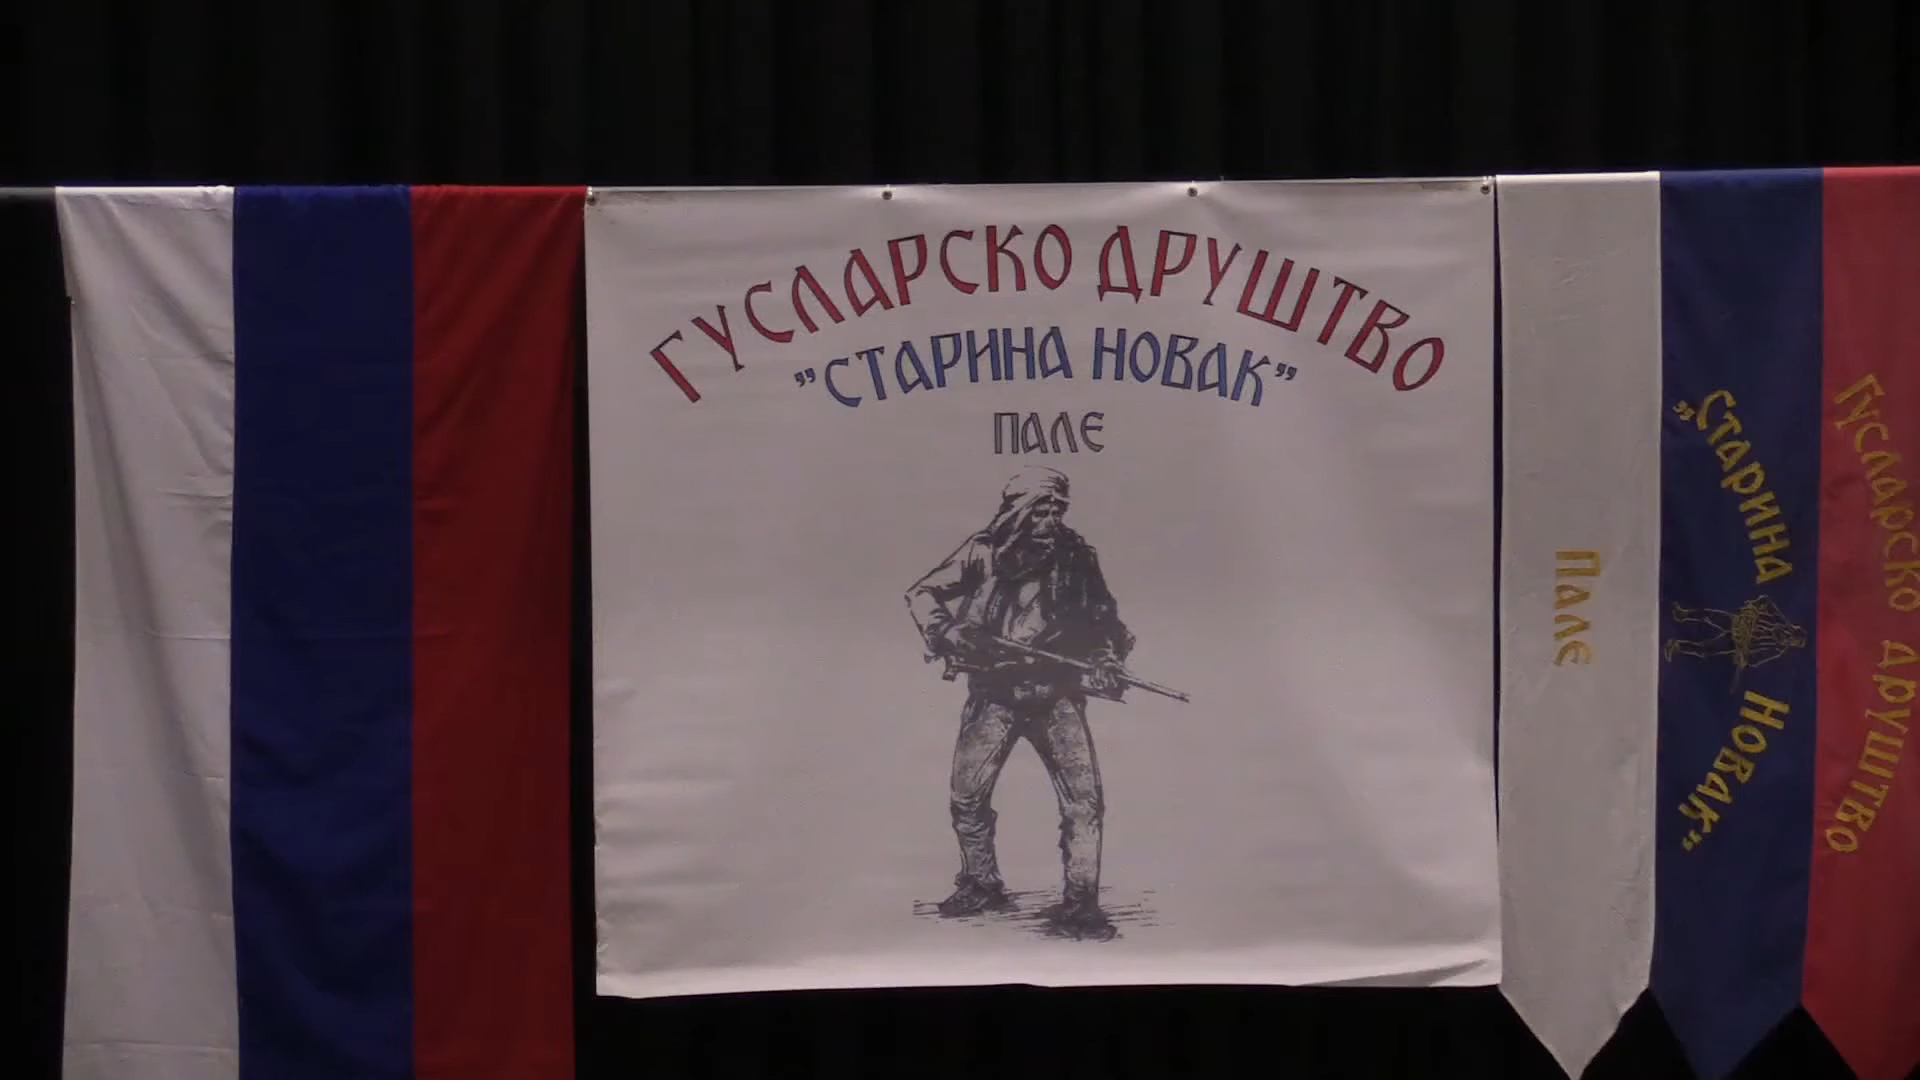 ГУСЛАРСКО ДРУШТВО
"СТАРИНА НОВАК"
ПАЛЕ
Пале
"Старина Новак"
Гусларско друштво